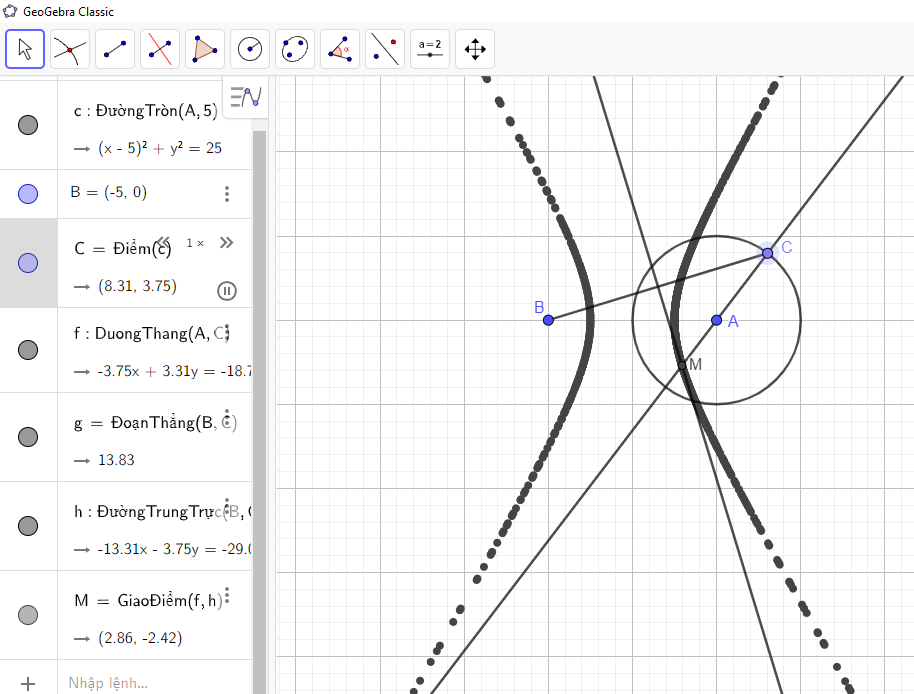 GeoGebra Classic
a=2
c : ĐườngTròn(A, 5)
→ (x - 5)² + y² = 25
B = (-5, 0)
C = Điểm(c)
1 ×
→ (8.31, 3.75)
f : DuongThang(A, C)
→ -3.75x + 3.31y = -18.7
g = ĐoạnThẳng(B, C)
→ 13.83
h : ĐườngTrungTrực(B,
→ -13.31x - 3.75y = -29.0
M = GiaoĐiểm(f, h)
→ (2.86, -2.42)
Nhập lệnh...
C
B
A
M